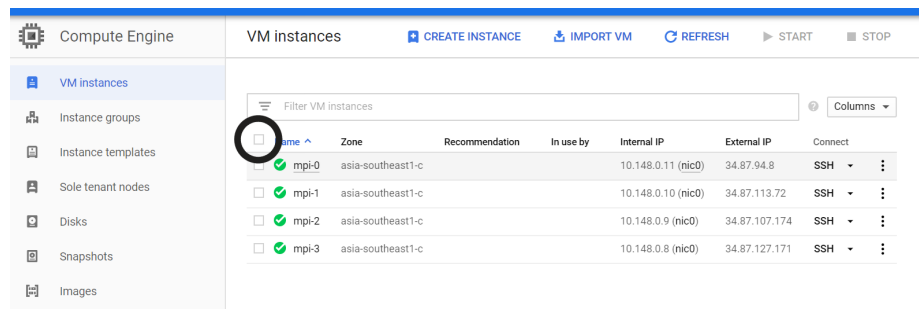 Compute Engine
VM instances CREATE INSTANCE IMPORT VM REFRESH START STOP
VM instances
Instance groups
Instance templates
Sole tenant nodes
Disks
Snapshots
Images
Filter VM instances Columns
Zone Recommendation In use by Internal IP External IP Connect
mpi-0 asia-southeast1-c 10.148.0.11 (nic0) 34.87.94.8 SSH
mpi-1 asia-southeast1-c 10.148.0.10 (nic0) 34.87.113.72 SSH
mpi-2 asia-southeast1-c 10.148.0.9 (nic0) 34.87.107.174 SSH
mpi-3 asia-southeast1-c 10.148.0.8 (nic0) 34.87.127.171 SSH